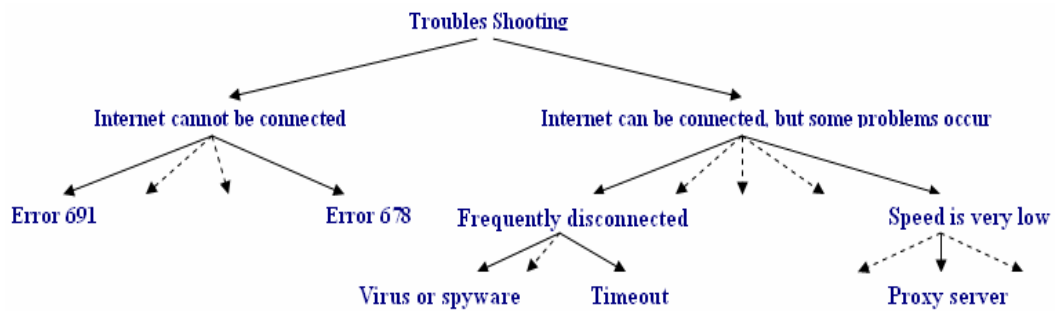 Troubles Shooting
Internet cannot be connected
Internet can be connected, but some problems occur
Error 691
Error 678
Frequently disconnected
Speed is very low
Virus or spyware
Timeout
Proxy server